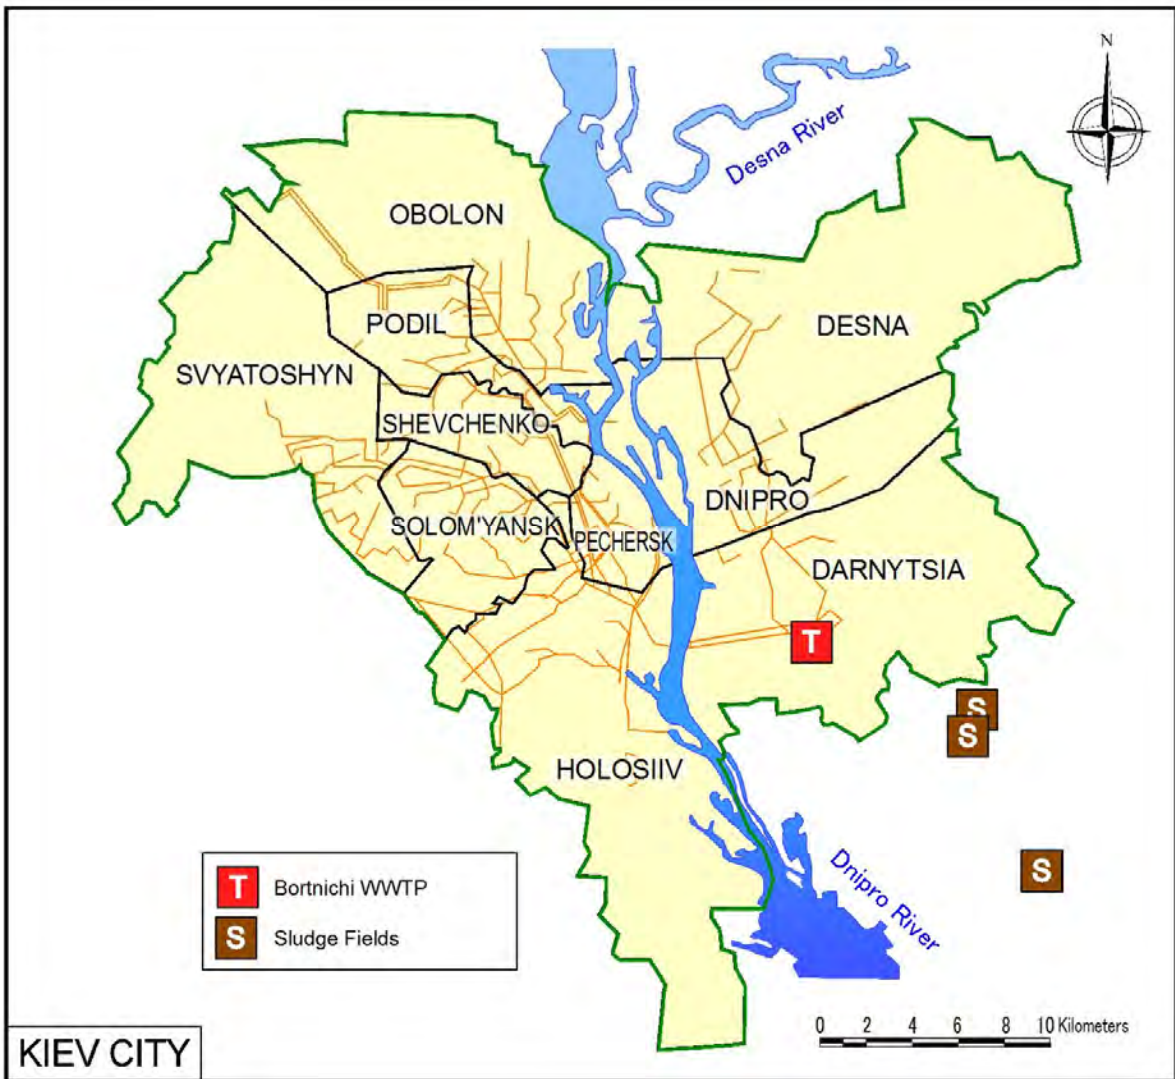 N
Desna River
OBOLON
PODIL
DESNA
SVYATOSHYN
SHEVCHENKO
DNIPRO
SOLOM'YANSK
PECHERSK
DARNYTSIA
T
S
S
HOLOSIIV
S
Dnipro River
T Bortnichi WWTP
S Sludge Fields
0 2 4 6 8 10 Kilometers
KIEV CITY